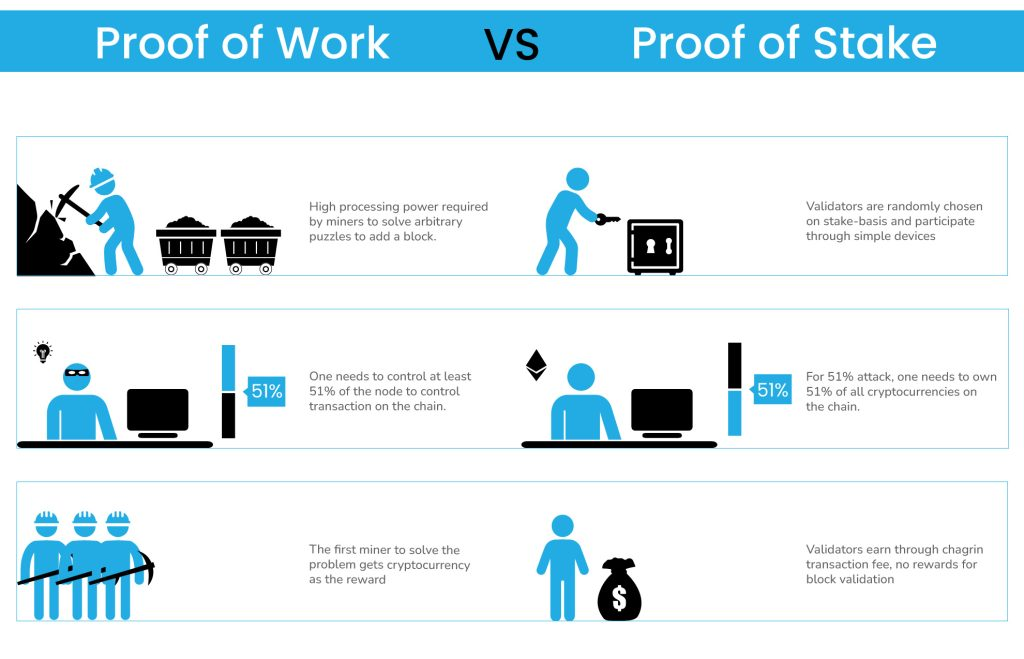 Proof of Work
VS
Proof of Stake
High processing power required
by miners to solve arbitrary
puzzles to add a block.
Validators are randomly chosen
on stake-basis and participate
through simple devices
51%
One needs to control at least
51% of the node to control
transaction on the chain.
51%
For 51% attack, one needs to own
51% of all cryptocurrencies on
the chain.
The first miner to solve the
problem gets cryptocurrency
as the reward
$
Validators earn through chagrin
transaction fee, no rewards for
block validation